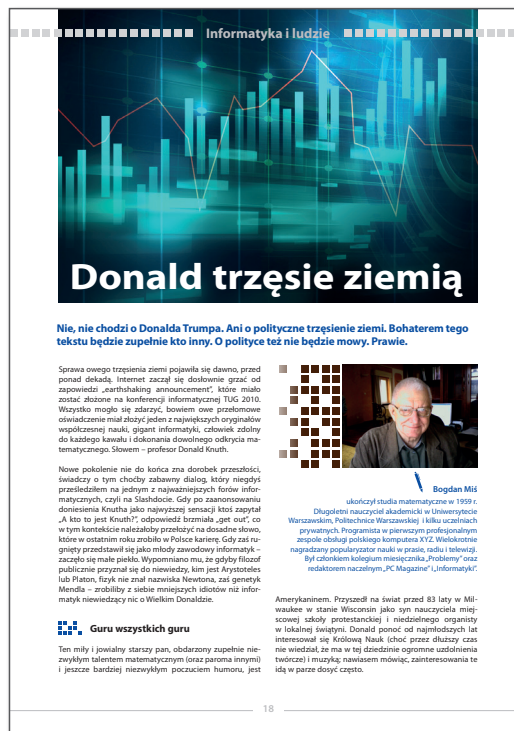 Informatyka i ludzie
Donald trzęsie ziemią
Nie, nie chodzi o Donalda Trumpa. Ani o polityczne trzęsienie ziemi. Bohaterem tego
tekstu będzie zupełnie kto inny. O polityce też nie będzie mowy. Prawie.
Sprawa owego trzęsienia ziemi pojawiła się dawno, przed
ponad dekadą. Internet zaczął się dosłownie grzać od
zapowiedzi „earthshaking announcement”, które miało
zostać złożone na konferencji informatycznej TUG 2010.
Wszystko mogło się zdarzyć, bowiem owe przełomowe
oświadczenie miał złożyć jeden z największych oryginałów
współczesnej nauki, gigant informatyki, człowiek zdolny
do każdego kawału i dokonania dowolnego odkrycia ma-
tematycznego. Słowem – profesor Donald Knuth.
Nowe pokolenie nie do końca zna dorobek przeszłości,
świadczy o tym choćby zabawny dialog, który niegdyś
prześledziłem na jednym z najważniejszych forów infor-
matycznych, czyli na Slashdocie. Gdy po zaanonsowaniu
doniesienia Knutha jako najwyższej sensacji ktoś zapytał
„A kto to jest Knuth?”, odpowiedź brzmiała „get out”, co
w tym kontekście należałoby przełożyć na dosadne słowo,
które w ostatnim roku zrobiło w Polsce karierę. Gdy zaś ru-
gnięty przedstawił się jako młody zawodowy informatyk –
zaczęło się małe piekło. Wypomniano mu, że gdyby filozof
publicznie przyznał się do niewiedzy, kim jest Arystoteles
lub Platon, fizyk nie znał nazwiska Newtona, zaś genetyk
Mendla – zrobiliby z siebie mniejszych idiotów niż infor-
matyk niewiedzący nic o Wielkim Donaldzie.
Guru wszystkich guru
Ten miły i jowialny starszy pan, obdarzony zupełnie nie-
zwykłym talentem matematycznym (oraz paroma innymi)
i jeszcze bardziej niezwykłym poczuciem humoru, jest
Bogdan Miś
ukończył studia matematyczne w 1959 r.
Długoletni nauczyciel akademicki w Uniwersytecie
Warszawskim, Politechnice Warszawskiej i kilku uczelniach
prywatnych. Programista w pierwszym profesjonalnym
zespole obsługi polskiego komputera XYZ. Wielokrotnie
nagradzany popularyzator nauki w prasie, radiu i telewizji.
Był członkiem kolegium miesięcznika „Problemy” oraz
redaktorem naczelnym „PC Magazine” i „Informatyki”.
Amerykaninem. Przyszedł na świat przed 83 laty w Mil-
waukee w stanie Wisconsin jako syn nauczyciela miej-
scowej szkoły protestanckiej i niedzielnego organisty
w lokalnej świątyni. Donald ponoć od najmłodszych lat
interesował się Królową Nauk (choć przez dłuższy czas
nie wiedział, że ma w tej dziedzinie ogromne uzdolnienia
twórcze) i muzyką; nawiasem mówiąc, zainteresowania te
idą w parze dosyć często.
18